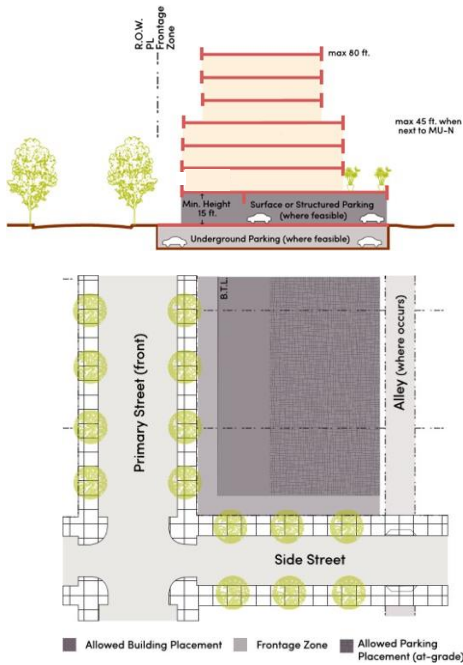 R.O.W.
PL
Frontage
Zone
max 80 ft.
max 45 ft. when
next to MU-N
Min. Height
15 ft.
Surface or Structured Parking
(where feasible)
Underground Parking (where feasible)
B.T.L.
Primary Street (front)
Alley (where occurs)
Side Street
Allowed Building Placement
Frontage Zone
Allowed Parking
Placement (at-grade)